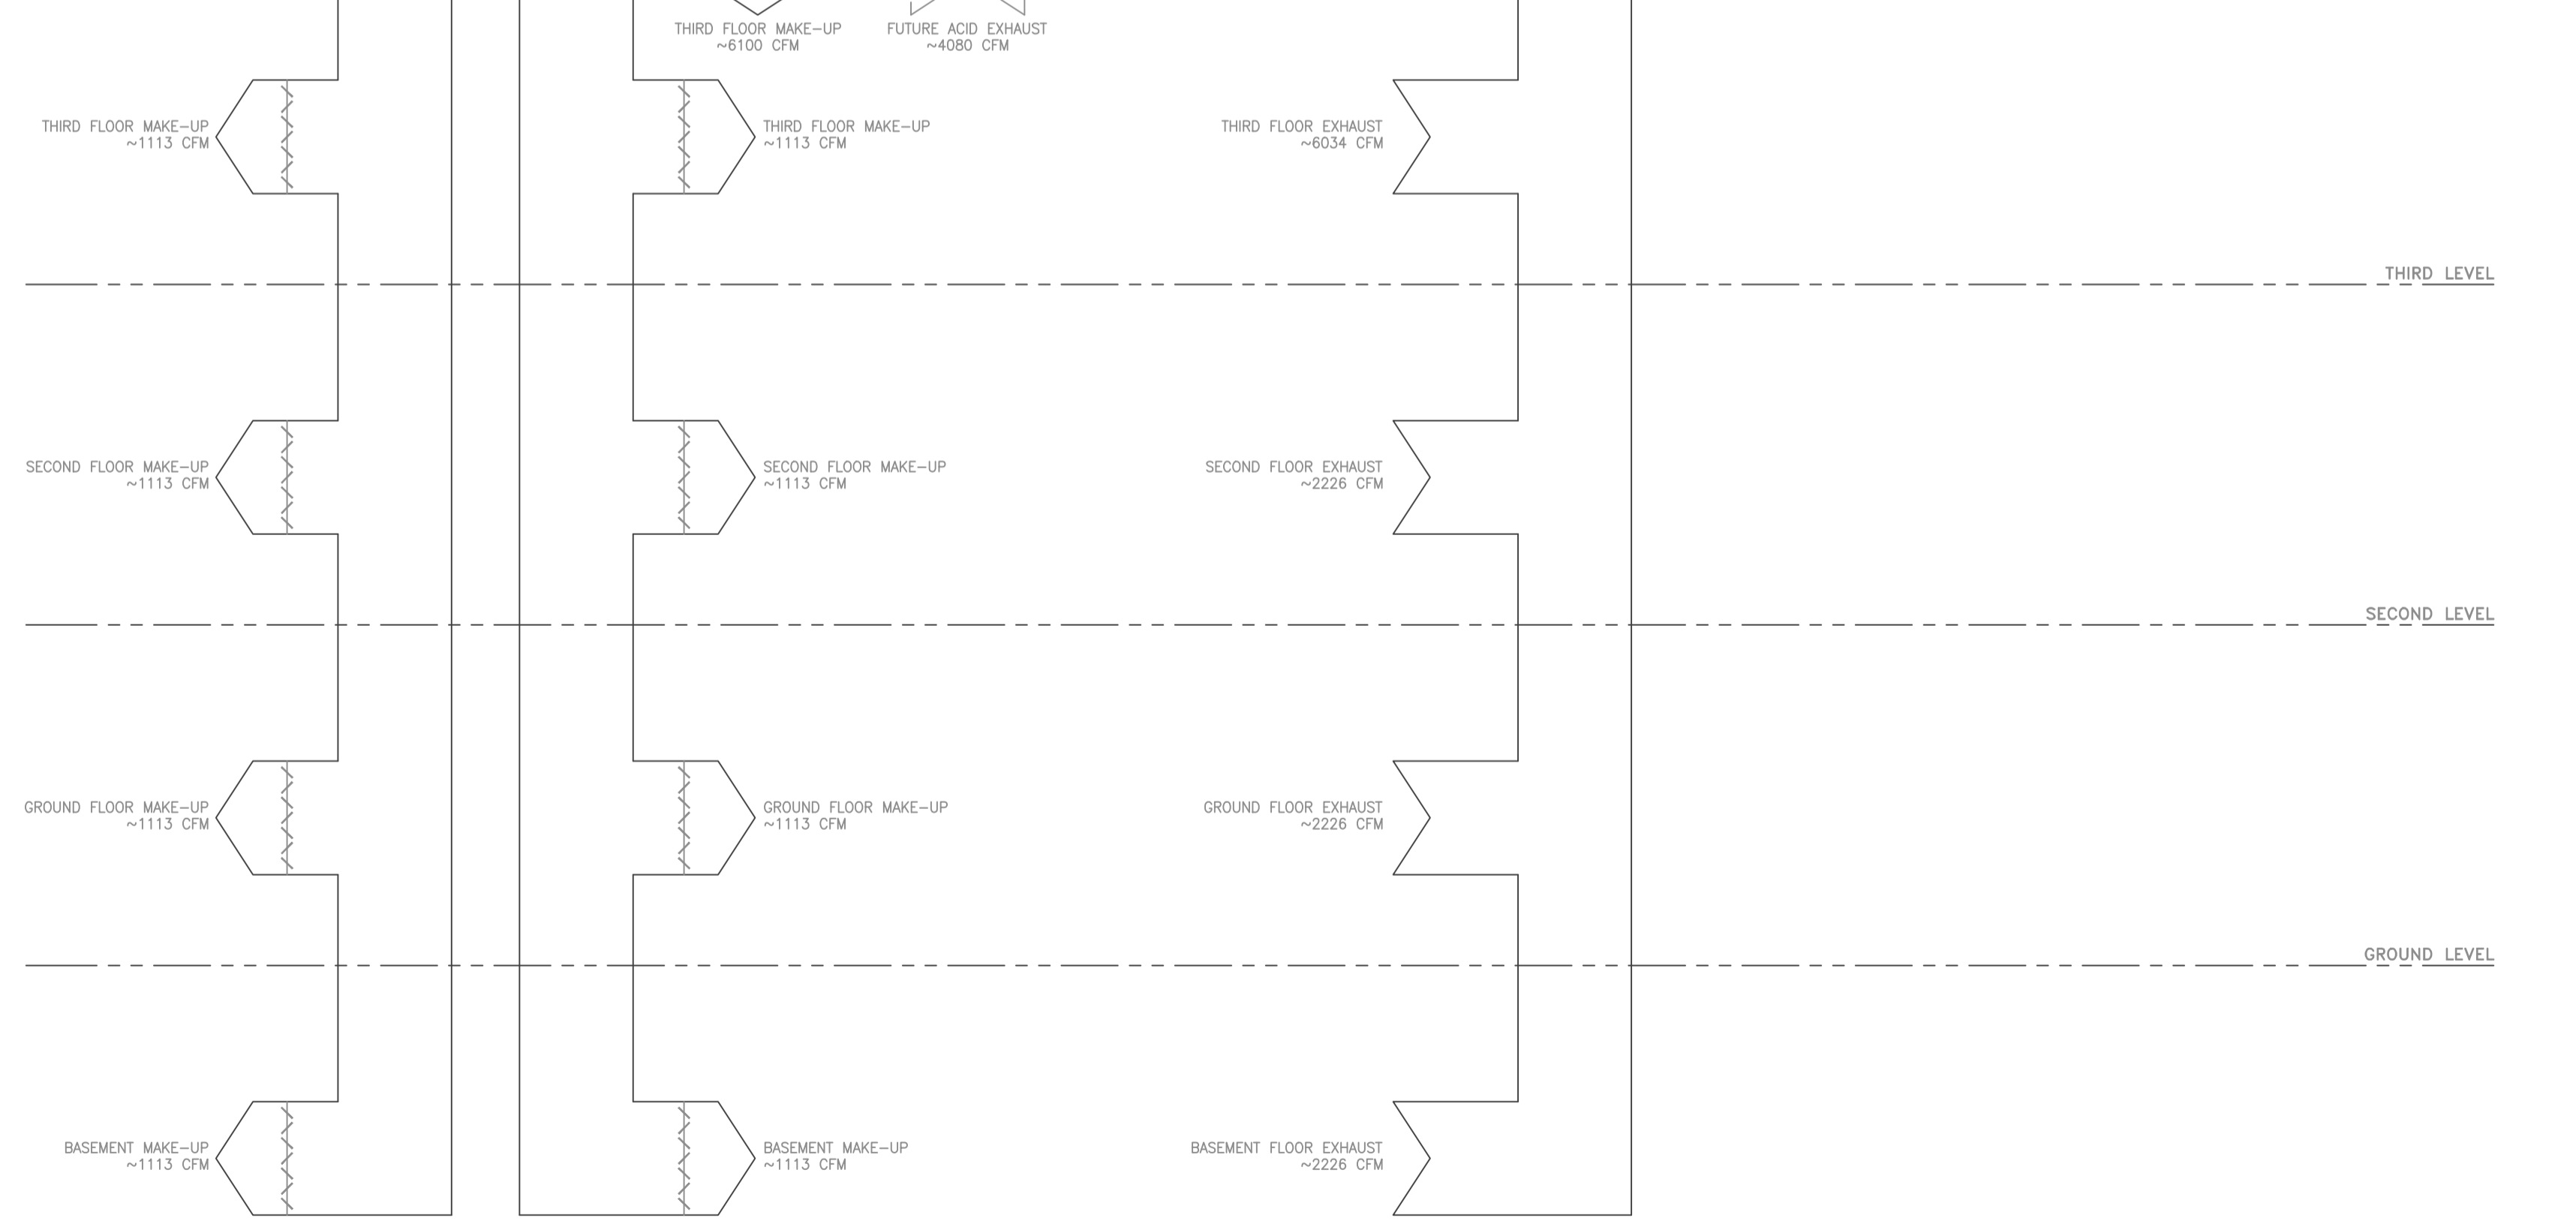 THIRD FLOOR MAKE-UP
~6100 CFM
FUTURE ACID EXHAUST
~4080 CFM
THIRD FLOOR MAKE-UP
~1113 CFM
THIRD FLOOR MAKE-UP
~1113 CFM
THIRD FLOOR EXHAUST
~6034 CFM
THIRD LEVEL
SECOND FLOOR MAKE-UP
~1113 CFM
SECOND FLOOR MAKE-UP
~1113 CFM
SECOND FLOOR EXHAUST
~2226 CFM
SECOND LEVEL
GROUND FLOOR MAKE-UP
~1113 CFM
GROUND FLOOR MAKE-UP
~1113 CFM
GROUND FLOOR EXHAUST
~2226 CFM
GROUND LEVEL
BASEMENT MAKE-UP
~1113 CFM
BASEMENT MAKE-UP
~1113 CFM
BASEMENT FLOOR EXHAUST
~2226 CFM